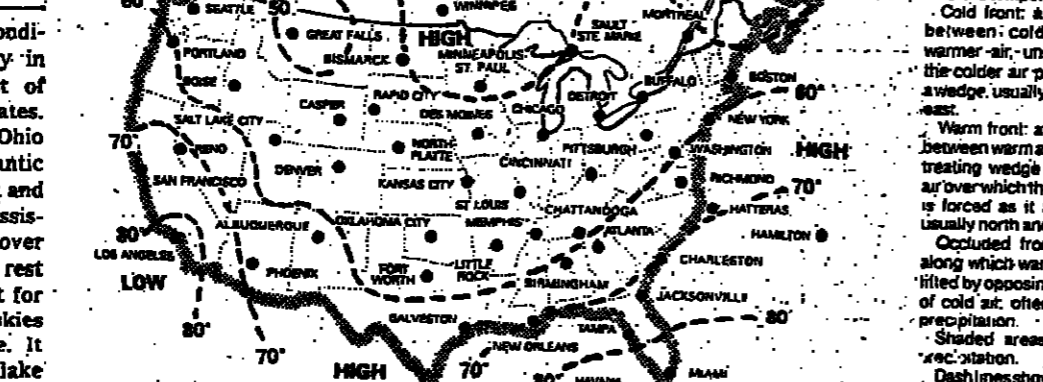 ondi-
y in
t of
ates.
Ohio
ntic
and
ssis-
over
rest
t for
skies
e. It
lake
60°
SEATTLE
50
WINNIPEG
SAULT
STE MARIE
MONTREAL
GREAT FALLS
HIGH
PORTLAND
BISMARCK
MINNEAPOLIS
ST. PAUL
BOISE
BUFFALO
BOSTON
CASPER
RAPID CITY
CHICAGO
DETROIT
60°
SALT LAKE CITY
DES MOINES
NEW YORK
70°
RENO
NORTH
PLATTE
CINCINNATI
PITTSBURGH
WASHINGTON
HIGH
SAN FRANCISCO
DENVER
KANSAS CITY
RICHMOND
70°
ST LOUIS
CHATTANOOGA
HATTERAS
ALBUQUERQUE
OKLAHOMA CITY
MEMPHIS
ATLANTA
HAMILTON
80°
LOS ANGELES
PHOENIX
FORT
WORTH
LITTLE
ROCK
CHARLESTON
LOW
BIRMINGHAM
JACKSONVILLE
80°
GALVESTON
TAMPA
80°
70°
NEW ORLEANS
HIGH
70°
80°
HAVANA
MIAMI
Cold front: a
between cold
warmer air, un
the colder air p
a wedge, usually
east.
Warm front: a
between warm a
treating wedge
air over which th
is forced as it
usually north and
Occluded fro
along which wa
lifted by opposin
of cold air, ofte
precipitation.
Shaded areas
Dash lines sho